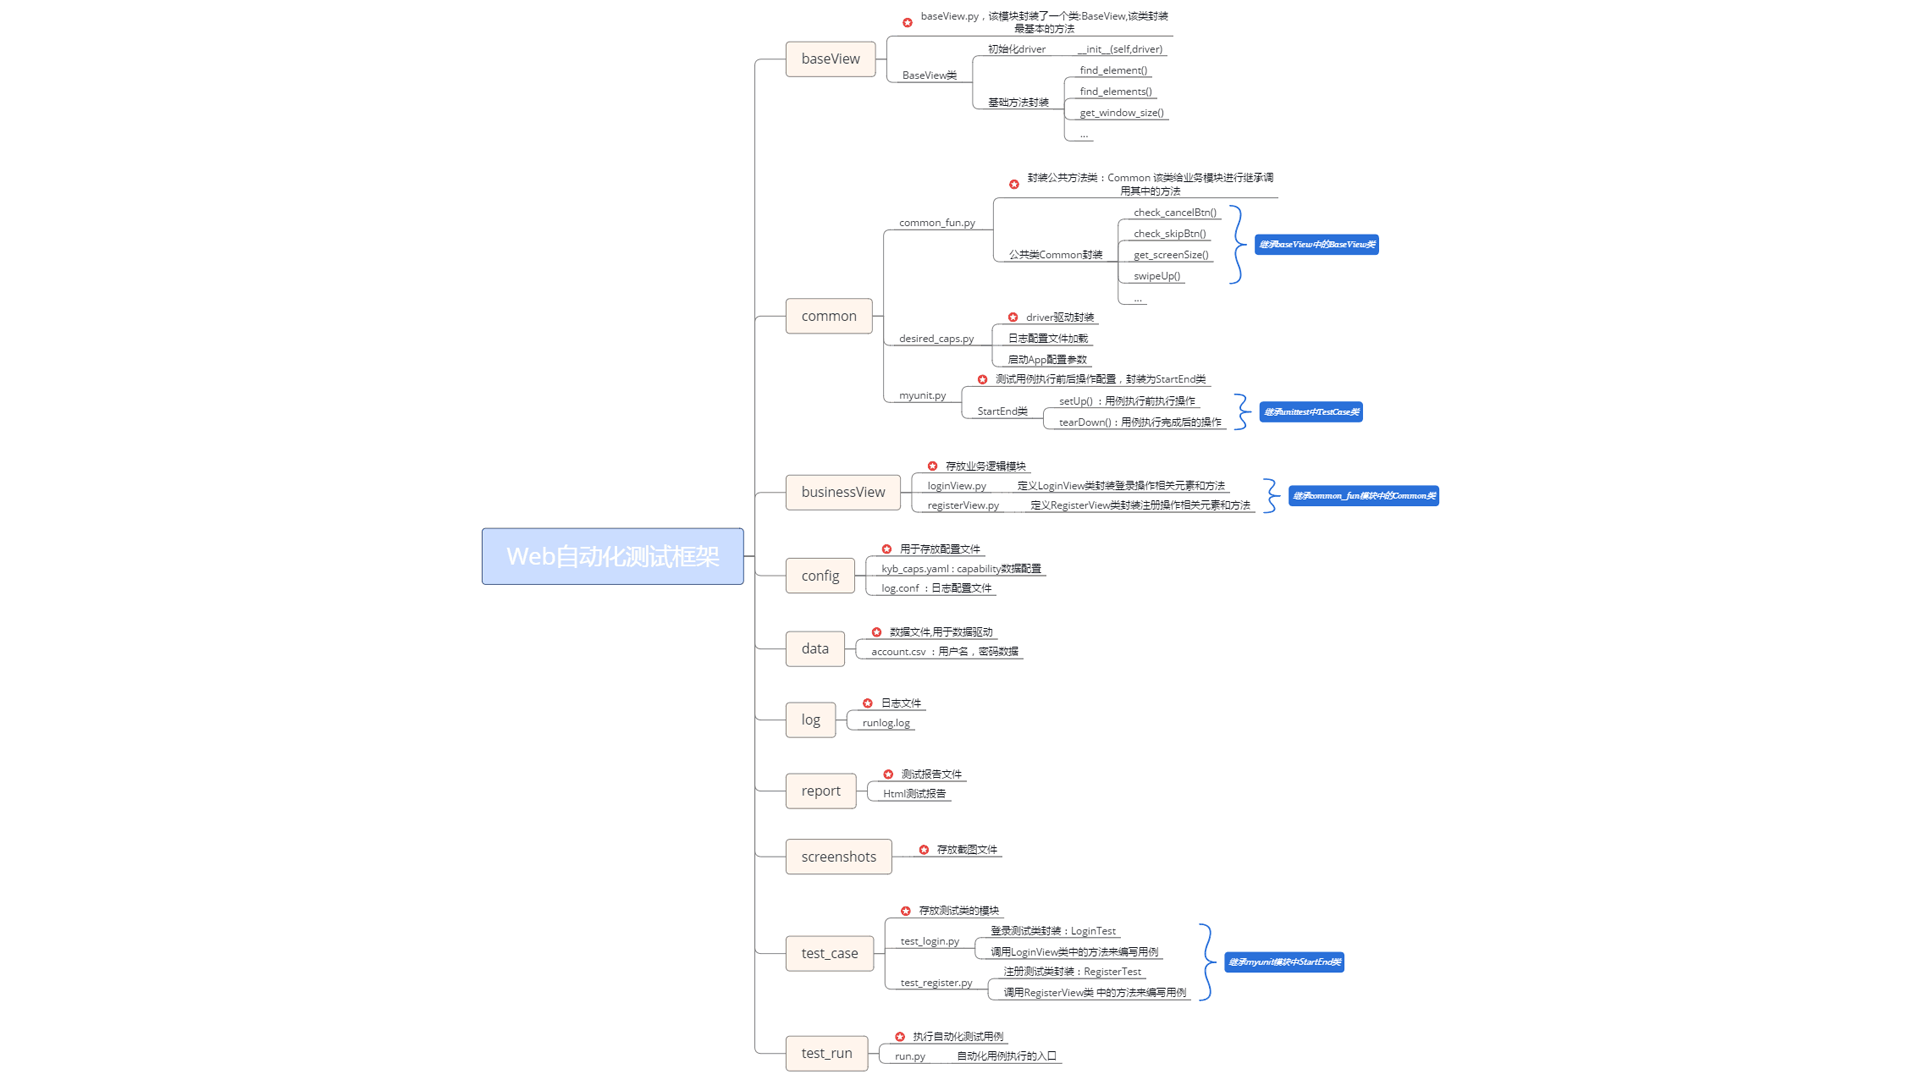 Web自动化测试框架
baseView
baseView.py，该模块封装了一个类:BaseView,该类封装
最基本的方法
BaseView类
初始化driver
__init__(self,driver)
基础方法封装
find_element()
find_elements()
get_window_size()
...
common
common_fun.py
封装公共方法类：Common 该类给业务模块进行继承调
用其中的方法
公共类Common封装
check_cancelBtn()
check_skipBtn()
get_screenSize()
swipeUp()
...
继承baseView中的BaseView类
desired_caps.py
driver驱动封装
日志配置文件加载
启动App配置参数
myunit.py
测试用例执行前后操作配置，封装为StartEnd类
StartEnd类
setUp() ：用例执行前执行操作
tearDown()：用例执行完成后的操作
继承unittest中TestCase类
businessView
存放业务逻辑模块
loginView.py
定义LoginView类封装登录操作相关元素和方法
registerView.py
定义RegisterView类封装注册操作相关元素和方法
继承common_fun模块中的Common类
config
用于存放配置文件
kyb_caps.yaml : capability数据配置
log.conf ：日志配置文件
data
数据文件,用于数据驱动
account.csv ：用户名，密码数据
log
日志文件
runlog.log
report
测试报告文件
Html测试报告
screenshots
存放截图文件
test_case
存放测试类的模块
test_login.py
登录测试类封装：LoginTest
调用LoginView类中的方法来编写用例
test_register.py
注册测试类封装：RegisterTest
调用RegisterView类 中的方法来编写用例
继承myunit模块中StartEnd类
test_run
执行自动化测试用例
run.py
自动化用例执行的入口